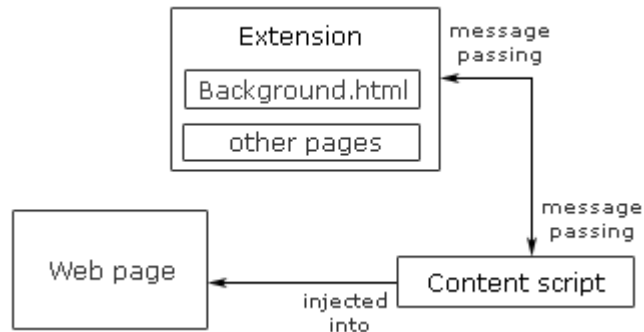 Extension
message
passing
Background.html
other pages
message
passing
Web page
Content script
injected
into